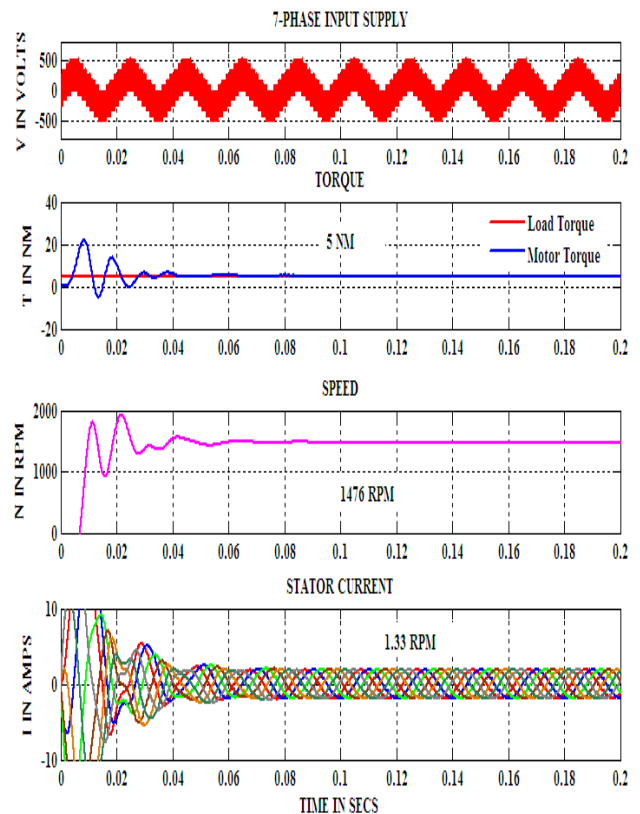 7-PHASE INPUT SUPPLY
V IN VOLTS
500
0
-500
0 0.02 0.04 0.06 0.08 0.1 0.12 0.14 0.16 0.18 0.2
TORQUE
T IN NM
40
20
0
-20
5 NM
Load Torque
Motor Torque
0 0.02 0.04 0.06 0.08 0.1 0.12 0.14 0.16 0.18 0.2
SPEED
N IN RPM
2000
1000
0
1476 RPM
0 0.02 0.04 0.06 0.08 0.1 0.12 0.14 0.16 0.18 0.2
STATOR CURRENT
I IN AMPS
10
0
-10
1.33 RPM
0 0.02 0.04 0.06 0.08 0.1 0.12 0.14 0.16 0.18 0.2
TIME IN SECS